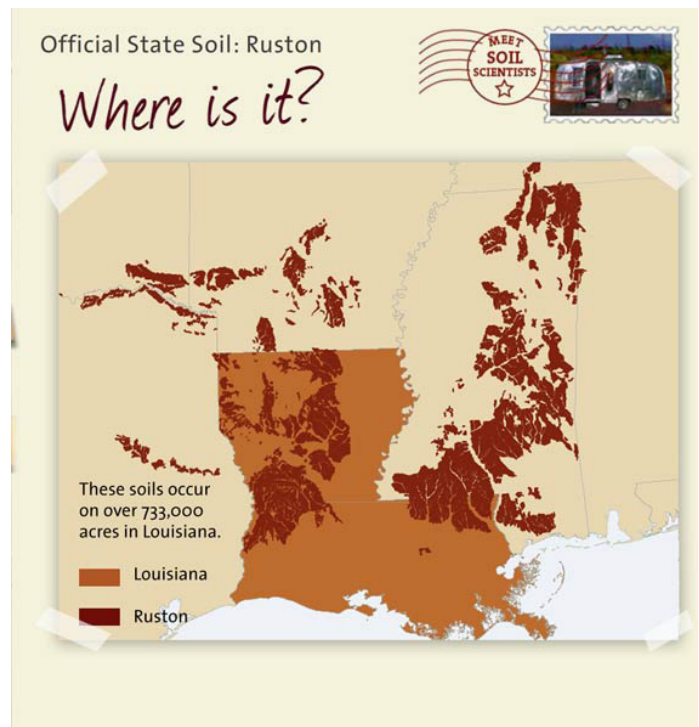 Official State Soil: Ruston
Where is it?
MEET
SOIL
SCIENTISTS
These soils occur
on over 733,000
acres in Louisiana.
Louisiana
Ruston